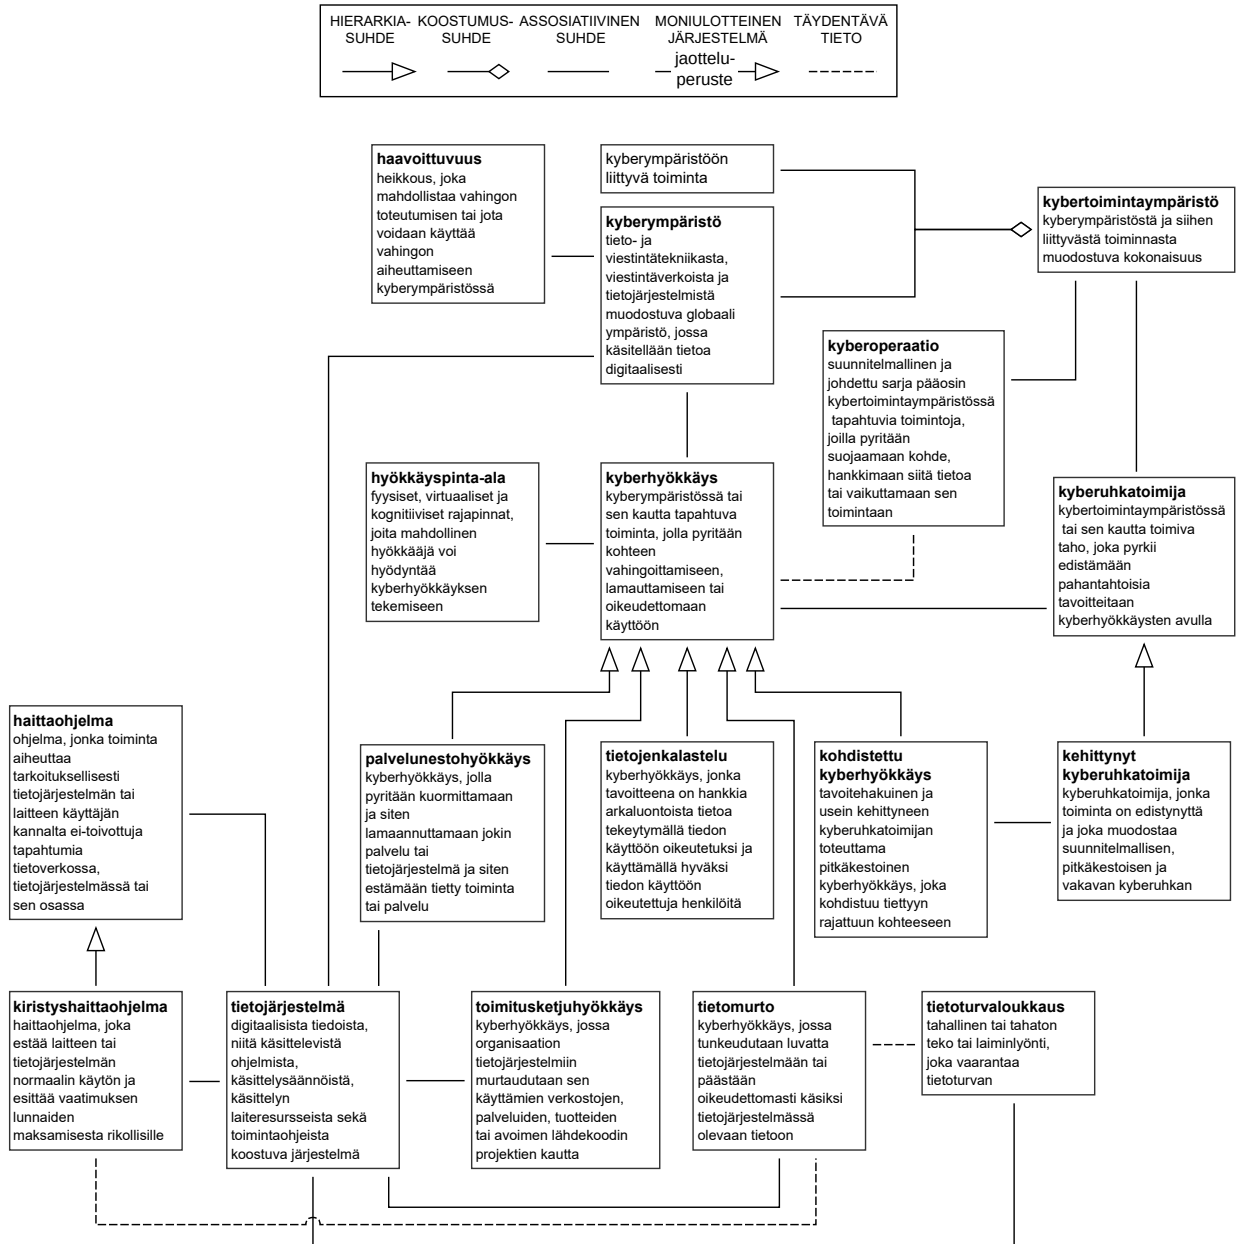 HIERARKIA-
SUHDE
KOOSTUMUS-
SUHDE
ASSOSIATIIVINEN
SUHDE
MONIULOTTEINEN
JÄRJESTELMÄ
jaottelu-
peruste
TÄYDENTÄVÄ
TIETO
haavoittuvuus
heikkous, joka
mahdollistaa vahingon
toteutumisen tai jota
voidaan käyttää
vahingon
aiheuttamiseen
kyberympäristössä
kyberympäristöön
liittyvä toiminta
kyberympäristö
tieto- ja
viestintätekniikasta,
viestintäverkoista ja
tietojärjestelmistä
muodostuva globaali
ympäristö, jossa
käsitellään tietoa
digitaalisesti
kybertoimintaympäristö
kyberympäristöstä ja siihen
liittyvästä toiminnasta
muodostuva kokonaisuus
kyberoperaatio
suunnitelmallinen ja
johdettu sarja pääosin
kybertoimintaympäristössä
tapahtuvia toimintoja,
joilla pyritään
suojaamaan kohde,
hankkimaan siitä tietoa
tai vaikuttamaan sen
toimintaan
hyökkäyspinta-ala
fyysiset, virtuaaliset ja
kognitiiviset rajapinnat,
joita mahdollinen
hyökkääjä voi
hyödyntää
kyberhyökkäyksen
tekemiseen
kyberhyökkäys
kyberympäristössä tai
sen kautta tapahtuva
toiminta, jolla pyritään
kohteen
vahingoittamiseen,
lamauttamiseen tai
oikeudettomaan
käyttöön
kyberuhkatoimija
kybertoimintaympäristössä
tai sen kautta toimiva
taho, joka pyrkii
edistämään
pahantahtoisia
tavoitteitaan
kyberhyökkäysten avulla
haittaohjelma
ohjelma, jonka toiminta
aiheuttaa
tarkoituksellisesti
tietojärjestelmän tai
laitteen käyttäjän
kannalta ei-toivottuja
tapahtumia
tietoverkossa,
tietojärjestelmässä tai
sen osassa
palvelunestohyökkäys
kyberhyökkäys, jolla
pyritään kuormittamaan
ja siten
lamaannuttamaan jokin
palvelu tai
tietojärjestelmä ja siten
estämään tietty toiminta
tai palvelu
tietojenkalastelu
kyberhyökkäys, jonka
tavoitteena on hankkia
arkaluontoista tietoa
tekeytymällä tiedon
käyttöön oikeutetuksi ja
käyttämällä hyväksi
tiedon käyttöön
oikeutettuja henkilöitä
kohdistettu
kyberhyökkäys
tavoitehakuinen ja
usein kehittyneen
kyberuhkatoimijan
toteuttama
pitkäkestoinen
kyberhyökkäys, joka
kohdistuu tiettyyn
rajattuun kohteeseen
kehittynyt
kyberuhkatoimija
kyberuhkatoimija, jonka
toiminta on edistynyttä
ja joka muodostaa
suunnitelmallisen,
pitkäkestoisen ja
vakavan kyberuhkan
kiristyshaittaohjelma
haittaohjelma, joka
estää laitteen tai
tietojärjestelmän
normaalin käytön ja
esittää vaatimuksen
lunnaiden
maksamisesta rikollisille
tietojärjestelmä
digitaalisista tiedoista,
niitä käsittelevistä
ohjelmista,
käsittelysäännöistä,
käsittelyn
laiteresursseista sekä
toimintaohjeista
koostuva järjestelmä
toimitusketjuhyökkäys
kyberhyökkäys, jossa
organisaation
tietojärjestelmiin
murtaudutaan sen
käyttämien verkostojen,
palveluiden, tuotteiden
tai avoimen lähdekoodin
projektien kautta
tietomurto
kyberhyökkäys, jossa
tunkeudutaan luvatta
tietojärjestelmään tai
päästään
oikeudettomasti käsiksi
tietojärjestelmässä
olevaan tietoon
tietoturvaloukkaus
tahallinen tai tahaton
teko tai laiminlyönti,
joka vaarantaa
tietoturvan